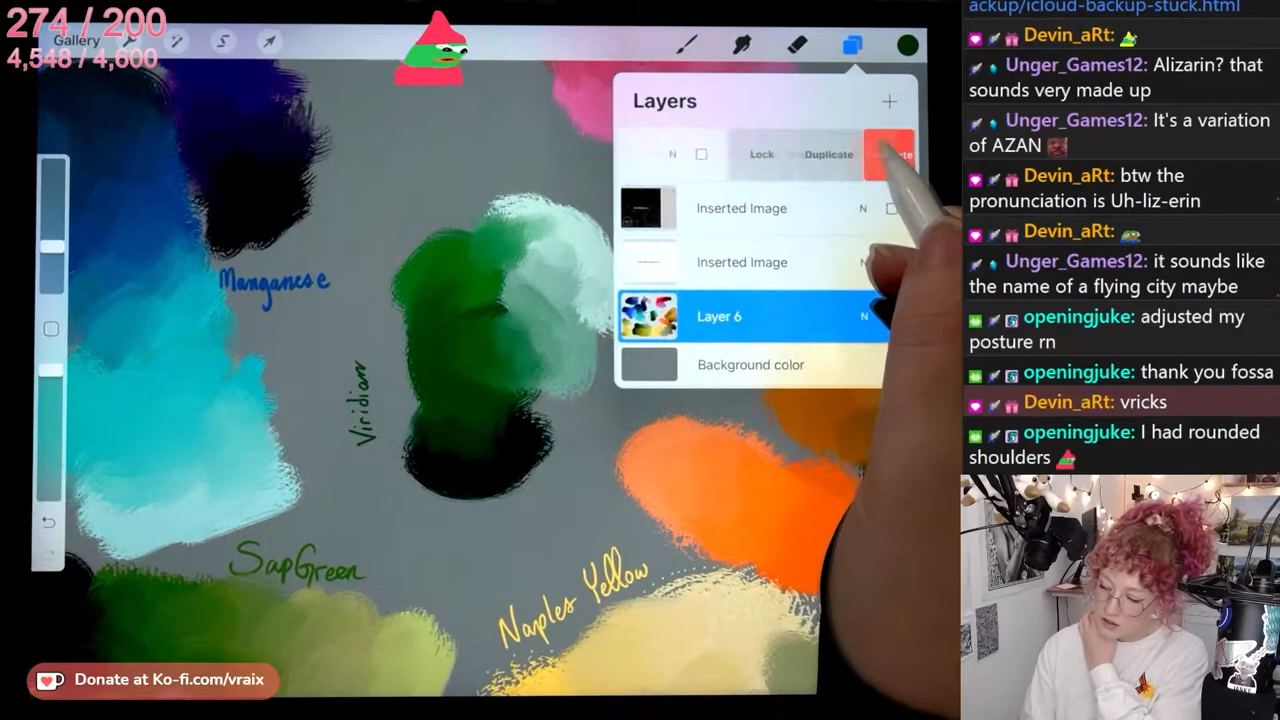 274 / 200
Gallery
4,548 / 4,600
Layers
N
Lock
Duplicate
Inserted Image
N
Inserted Image
N
Layer 6
N
Background color
Manganese
Viridian
SapGreen
Naples Yellow
Donate at Ko-fi.com/vraix
ackup/icloud-backup-stuck.html
Devin_aRt:
Unger_Games12: Alizarin? that
sounds very made up
Unger_Games12: It's a variation
of AZAN
Devin_aRt: btw the
pronunciation is Uh-liz-erin
Devin_aRt:
Unger_Games12: it sounds like
the name of a flying city maybe
openingjuke: adjusted my
posture rn
openingjuke: thank you fossa
Devin_aRt: vricks
openingjuke: I had rounded
shoulders